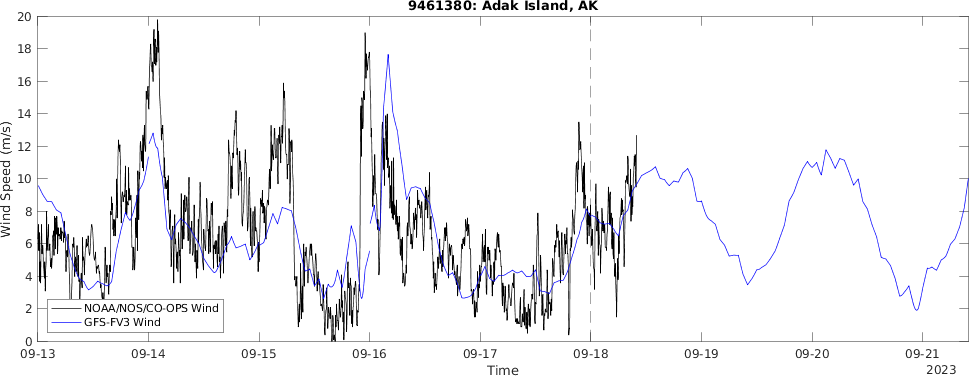 9461380: Adak Island, AK
20
18
16
14
12
10
8
6
4
2
0
Wind Speed (m/s)
NOAA/NOS/CO-OPS Wind
GFS-FV3 Wind
09-13 09-14 09-15 09-16 09-17 09-18 09-19 09-20 09-21
Time
2023